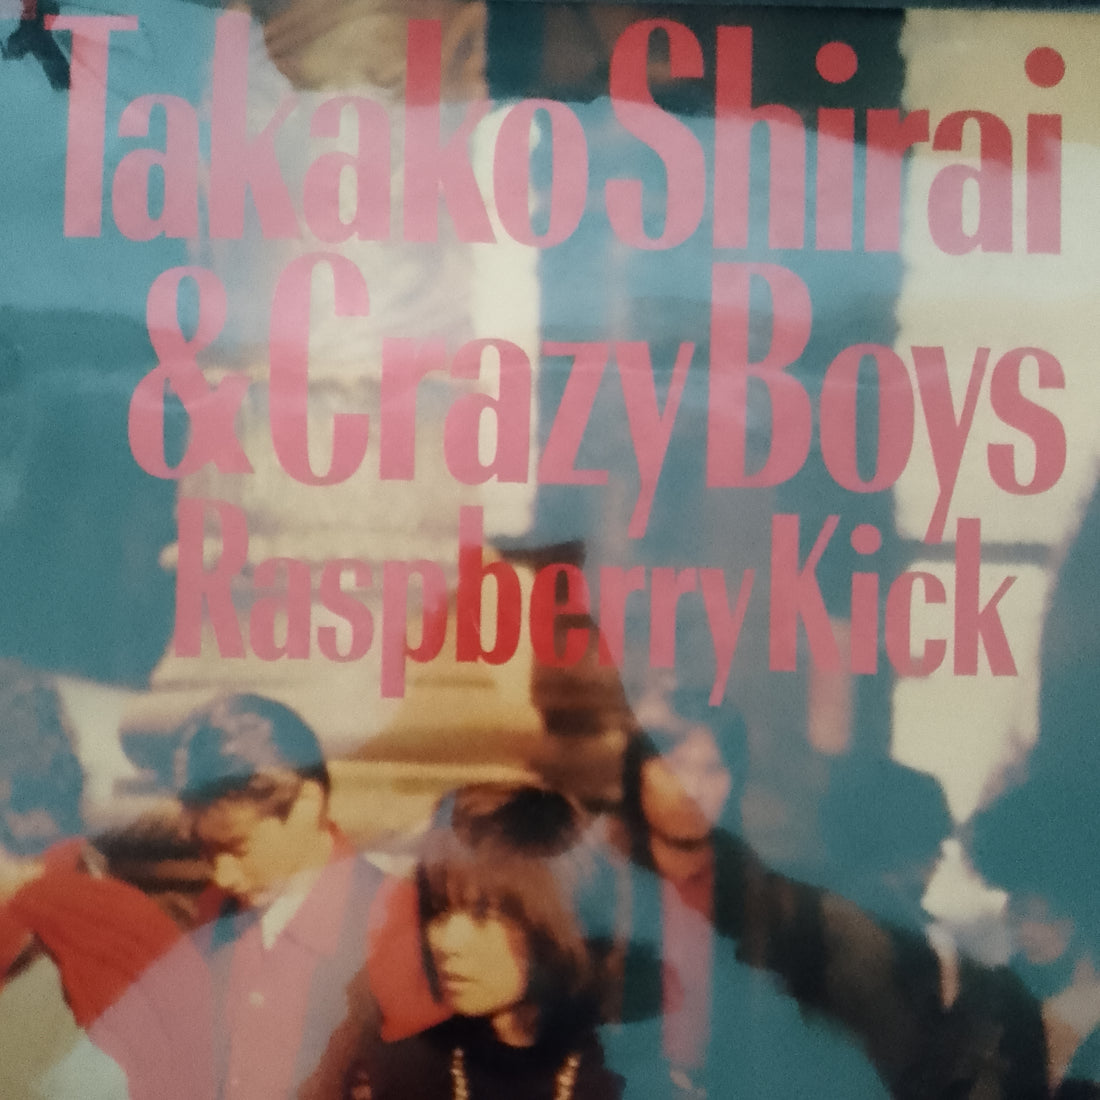 Takako Shirai
& Crazy Boys
Raspberry Kick